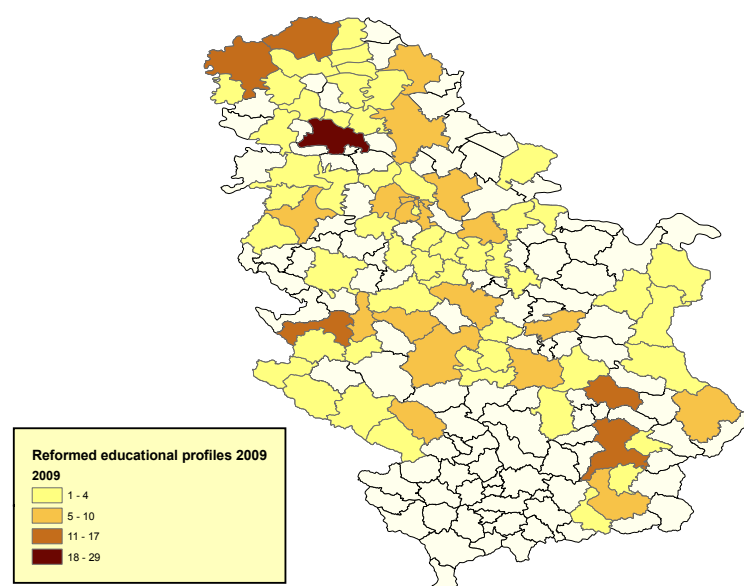 Reformed educational profiles 2009
2009
1 - 4
5 - 10
11 - 17
18 - 29